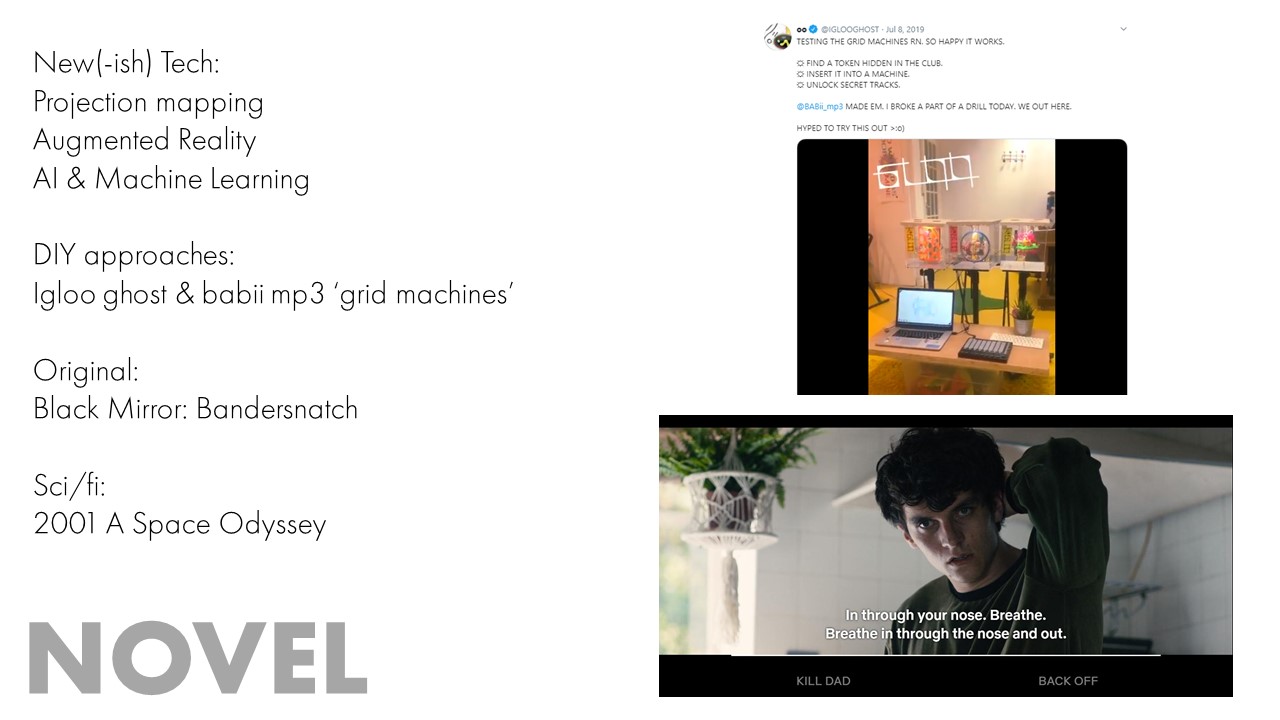 New(-ish) Tech:
Projection mapping
Augmented Reality
AI & Machine Learning
DIY approaches:
Igloo ghost & babii mp3 ‘grid machines’
Original:
Black Mirror: Bandersnatch
Sci/fi:
2001 A Space Odyssey
NOVEL
@IGLOOGHOST · Jul 8, 2019
TESTING THE GRID MACHINES RN. SO HAPPY IT WORKS.
FIND A TOKEN HIDDEN IN THE CLUB.
INSERT IT INTO A MACHINE.
UNLOCK SECRET TRACKS.
@BABii_mp3 MADE EM. I BROKE A PART OF A DRILL TODAY. WE OUT HERE.
HYPED TO TRY THIS OUT >:o)
In through your nose. Breathe.
Breathe in through the nose and out.
KILL DAD
BACK OFF